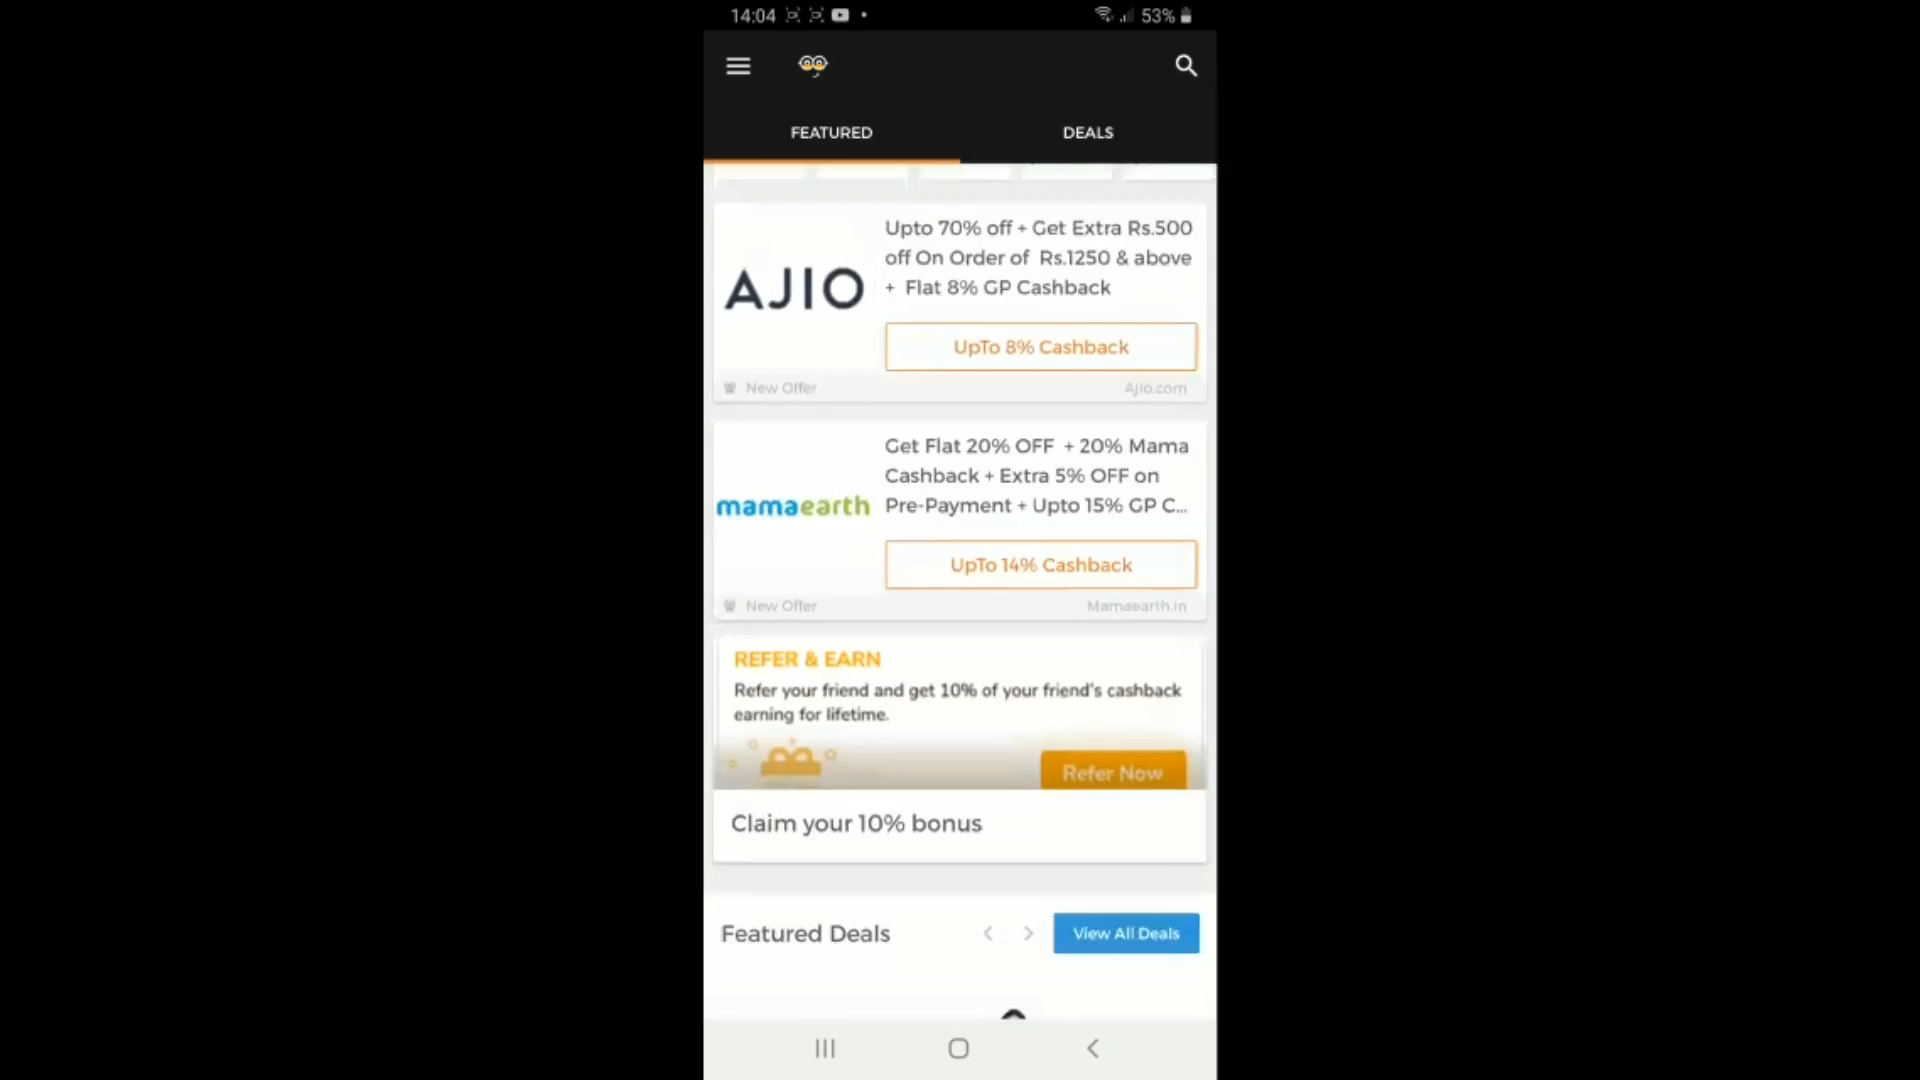 14:04
53%
FEATURED
DEALS
Upto 70% off + Get Extra Rs.500
off On Order of Rs.1250 & above
+ Flat 8% GP Cashback
AJIO
UpTo 8% Cashback
New Offer
Ajio.com
Get Flat 20% OFF + 20% Mama
Cashback + Extra 5% OFF on
Pre-Payment + Upto 15% GP C...
mamaearth
UpTo 14% Cashback
New Offer
Mamaearth.in
REFER & EARN
Refer your friend and get 10% of your friend's cashback
earning for lifetime.
Refer Now
Claim your 10% bonus
Featured Deals
View All Deals